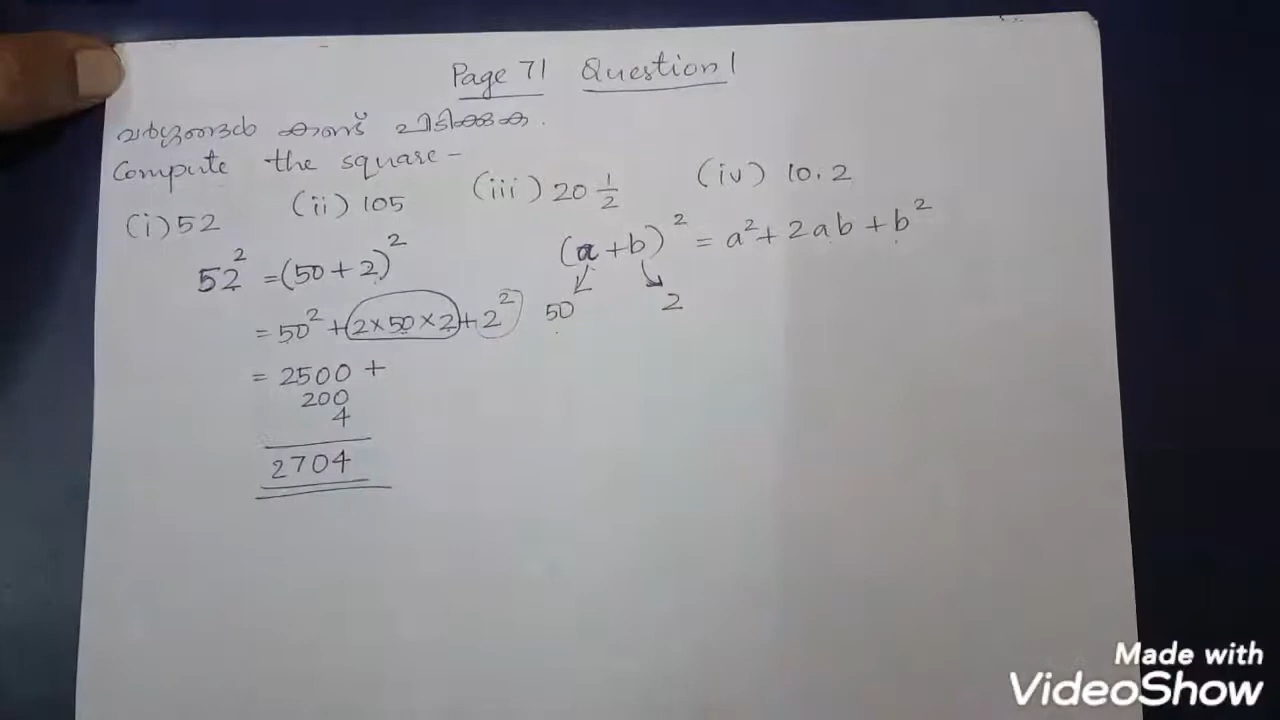 Page 71 Question 1
വർഗ്ഗങ്ങൾ കണ്ട് പിടിക്കുക.
Compute the square –
(i) 52 (ii) 105 (iii) 20 1/2 (iv) 10.2
52² = (50 + 2)²
= 50² + (2×50×2) + 2²
= 2500 +
200
4
2704
(a + b)² = a² + 2ab + b²
50 2
Made with
VideoShow